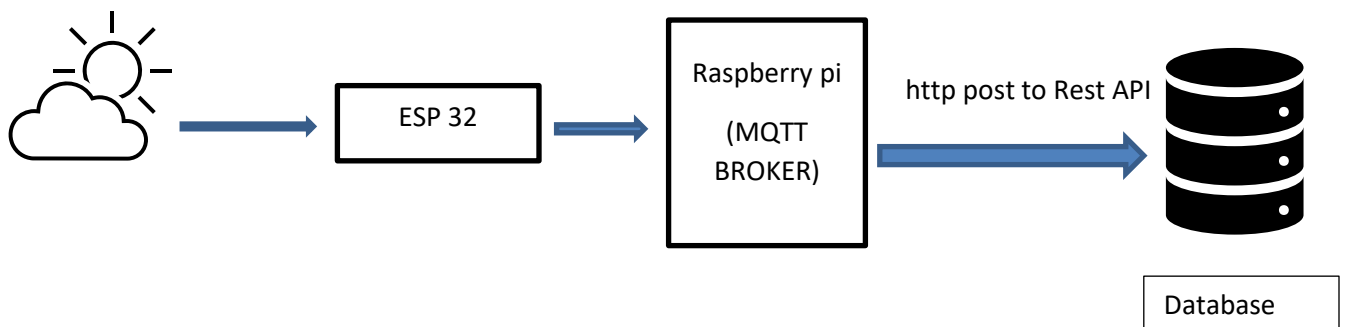 ESP 32
Raspberry pi
(MQTT
BROKER)
http post to Rest API
Database